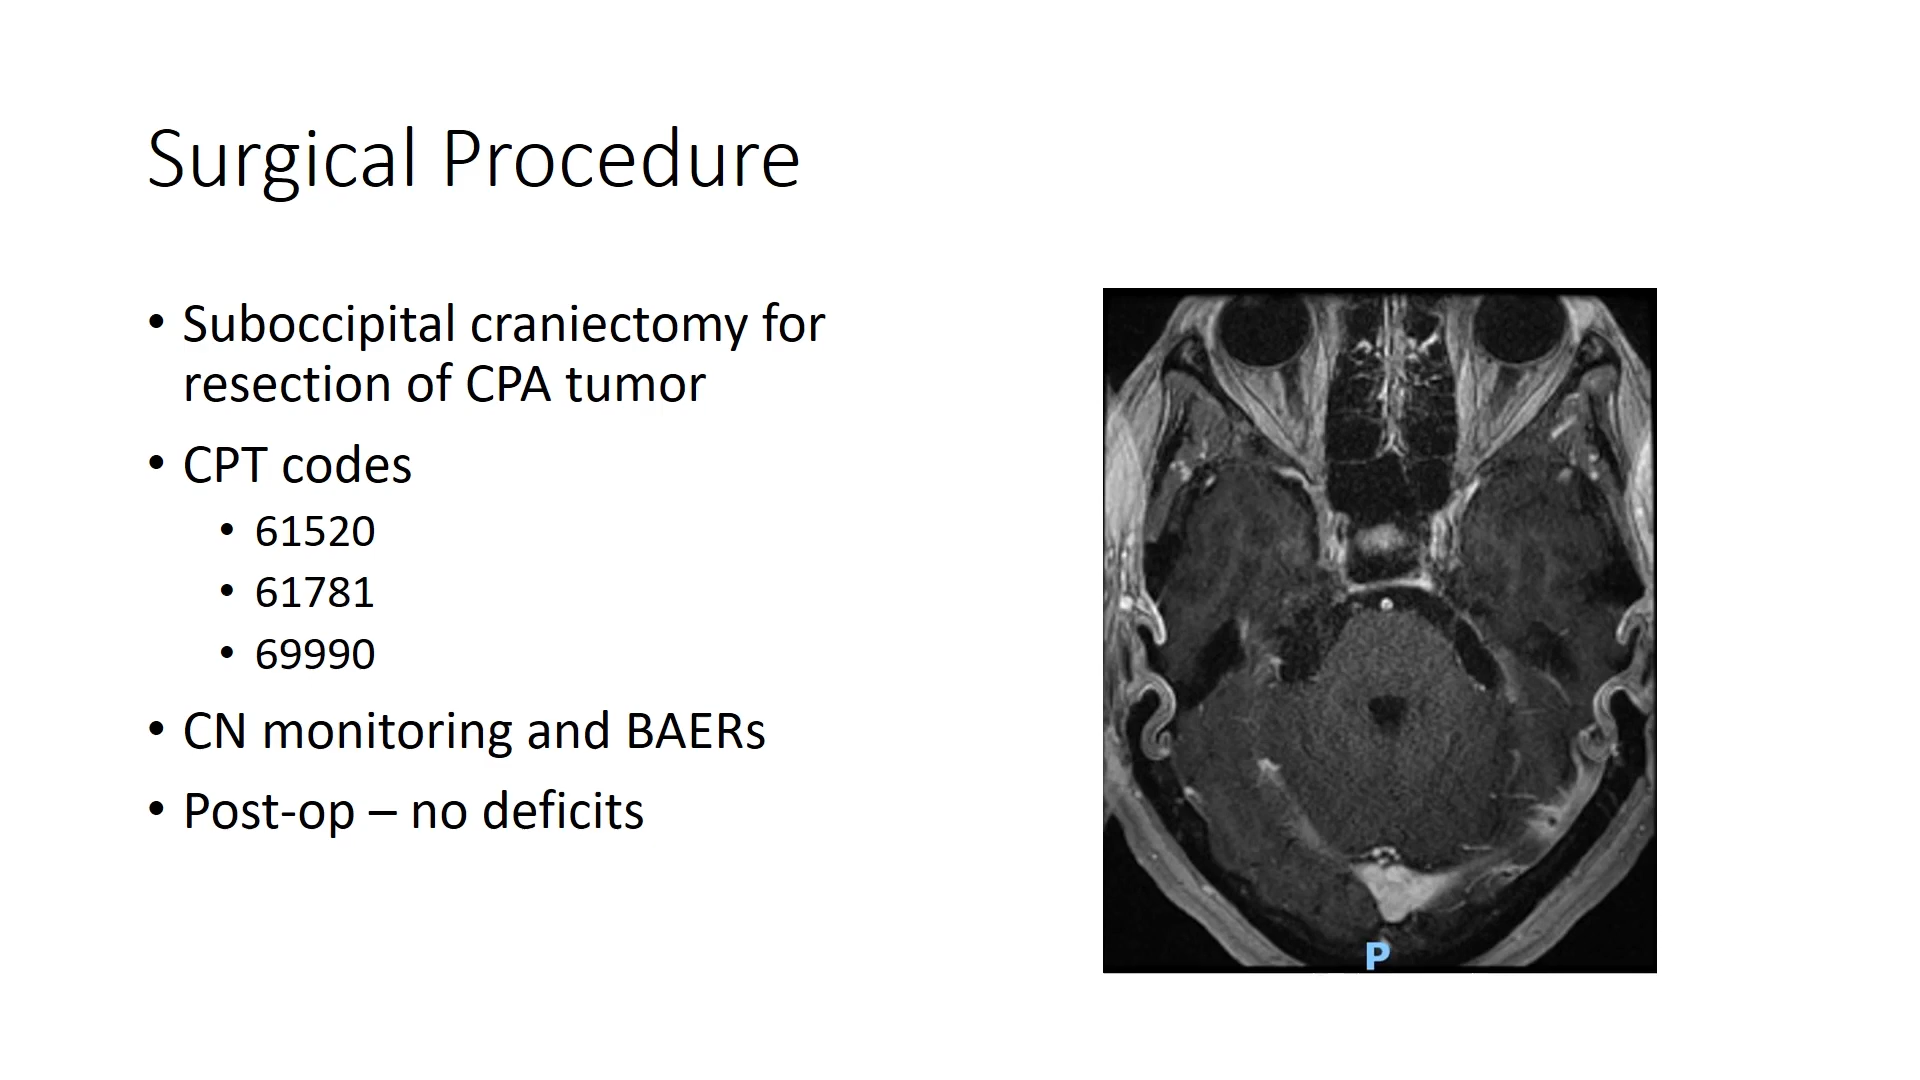 Surgical Procedure
• Suboccipital craniectomy for
resection of CPA tumor
• CPT codes
• 61520
• 61781
• 69990
• CN monitoring and BAERs
• Post-op – no deficits
P